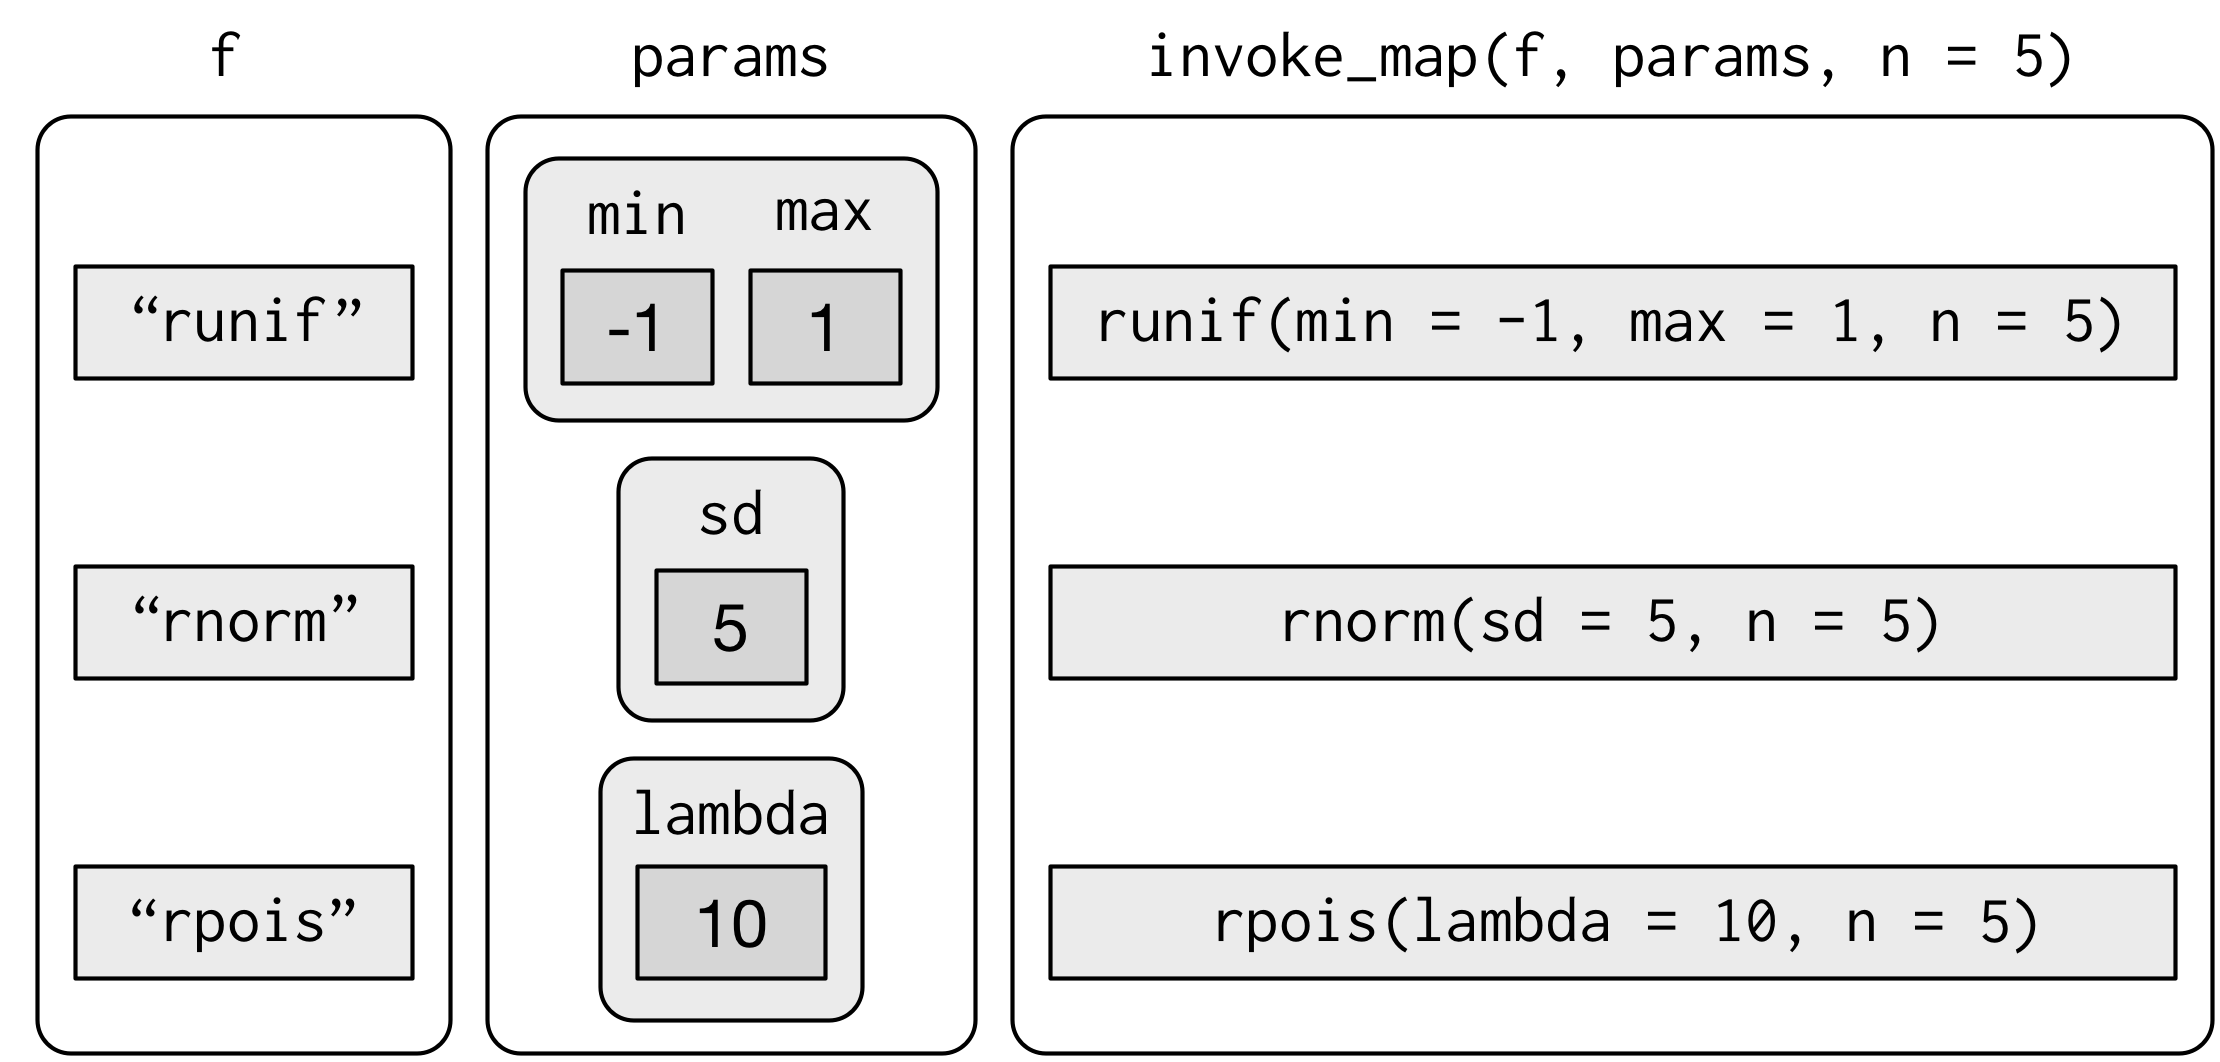 f params invoke_map(f, params, n = 5)
min max
“runif” -1 1 runif(min = -1, max = 1, n = 5)
sd
“rnorm” 5 rnorm(sd = 5, n = 5)
lambda
“rpois” 10 rpois(lambda = 10, n = 5)